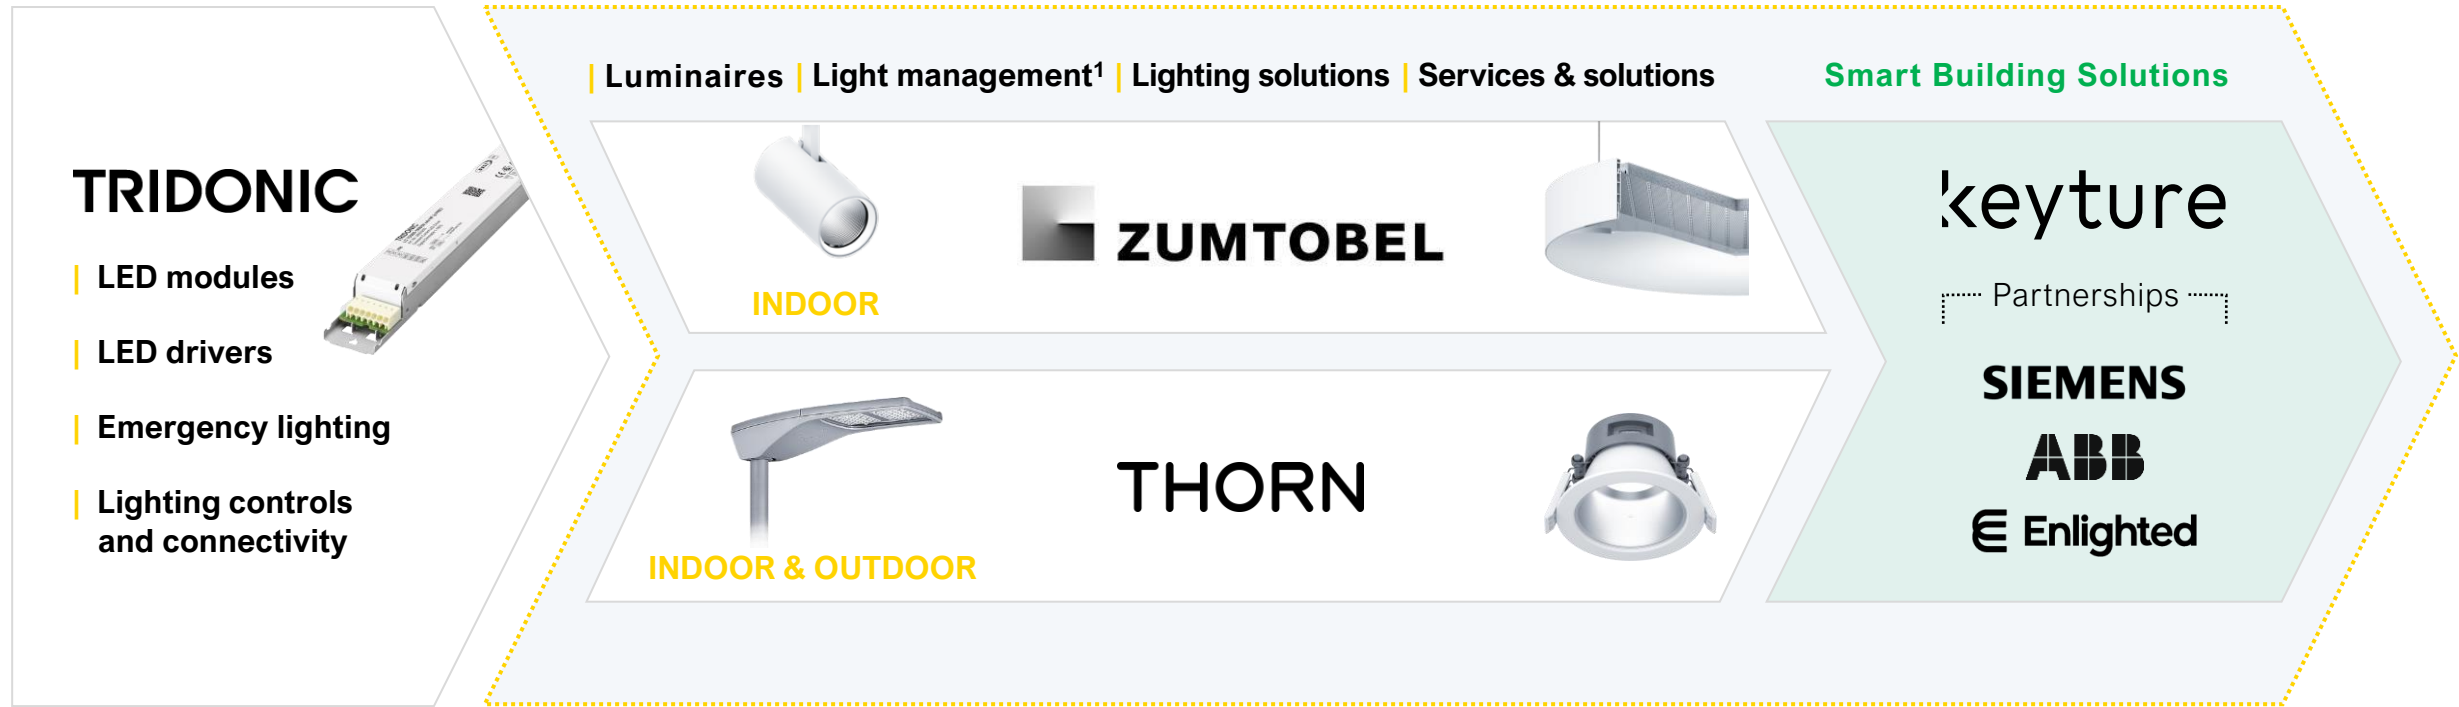 TRIDONIC
| LED modules
| LED drivers
| Emergency lighting
| Lighting controls
and connectivity
| Luminaires | Light management¹ | Lighting solutions | Services & solutions
ZUMTOBEL
INDOOR
THORN
INDOOR & OUTDOOR
Smart Building Solutions
keyture
Partnerships
SIEMENS
ABB
Enlighted